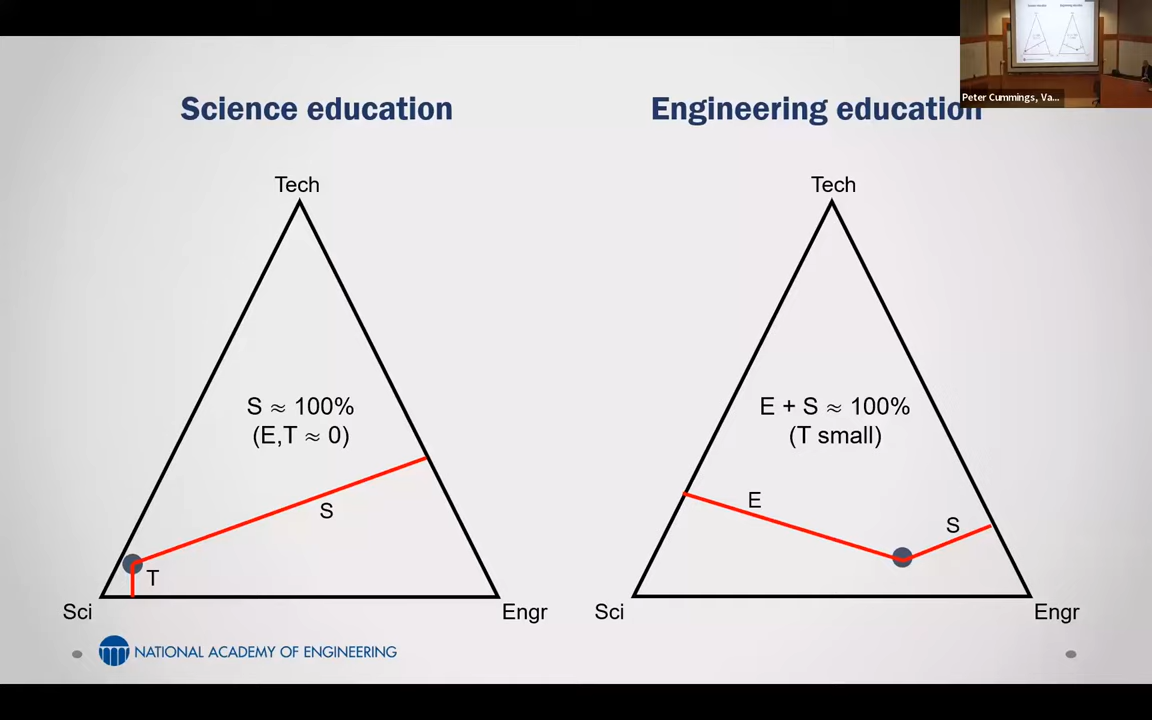 Peter Cummings, Va...
Science education
Engineering education
Tech
Tech
S ≈ 100%
(E,T ≈ 0)
E + S ≈ 100%
(T small)
S
E
S
T
Sci
Engr
Sci
Engr
NATIONAL ACADEMY OF ENGINEERING